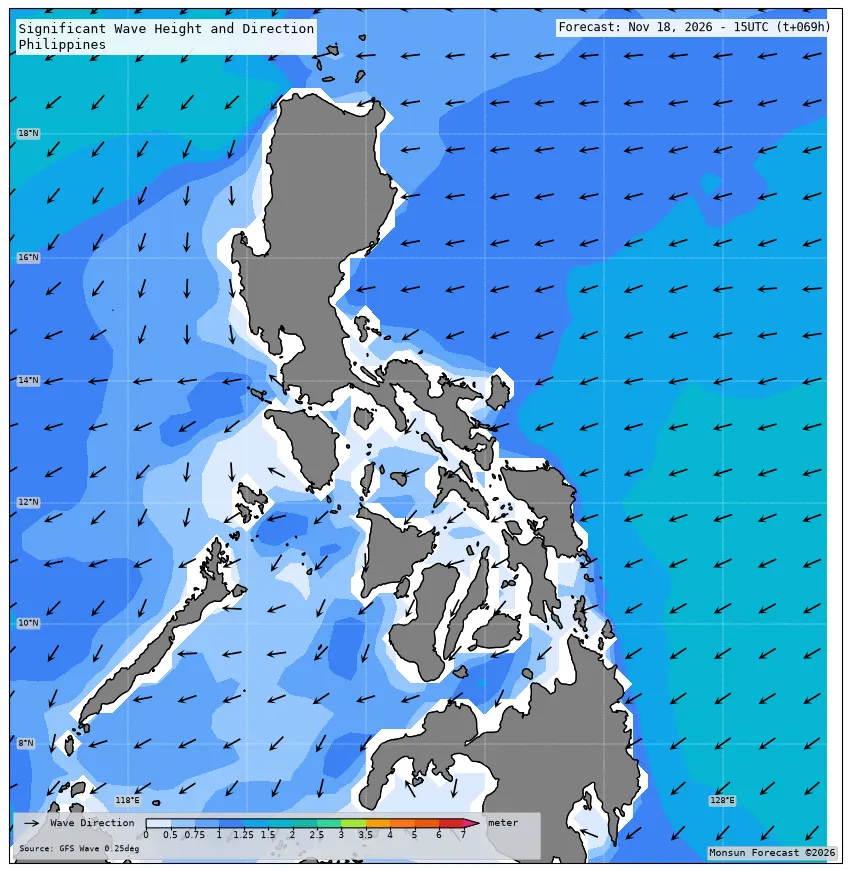 Significant Wave Height and Direction
Philippines
Forecast: Nov 18, 2026 - 15UTC (t+069h)
18°N
16°N
14°N
12°N
10°N
8°N
118°E
128°E
Wave Direction
0 0.5 0.75 1 1.25 1.5 2 2.5 3 3.5 4 5 6 7 meter
Source: GFS Wave 0.25deg
Monsun Forecast ©2026